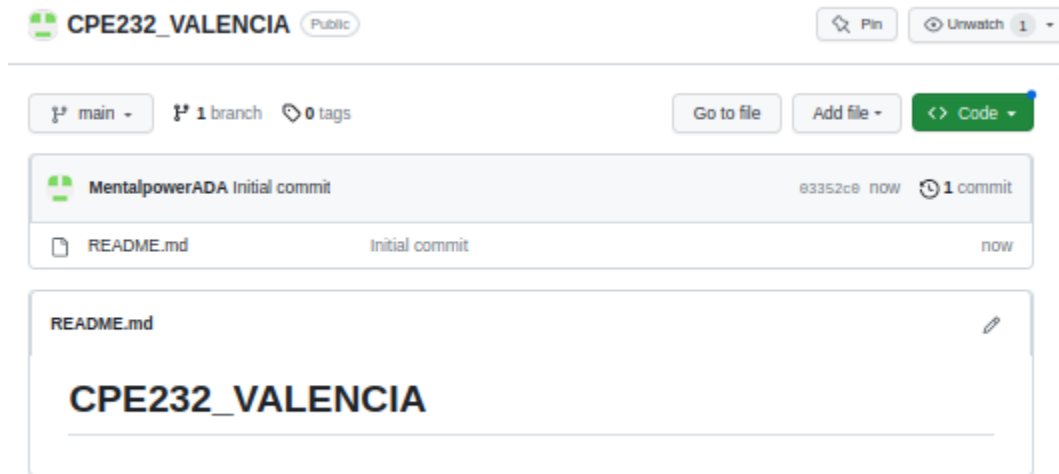 CPE232_VALENCIA Public Pin Unwatch 1
main 1 branch 0 tags Go to file Add file Code
MentalpowerADA Initial commit 03352c0 now 1 commit
README.md Initial commit now
README.md
CPE232_VALENCIA